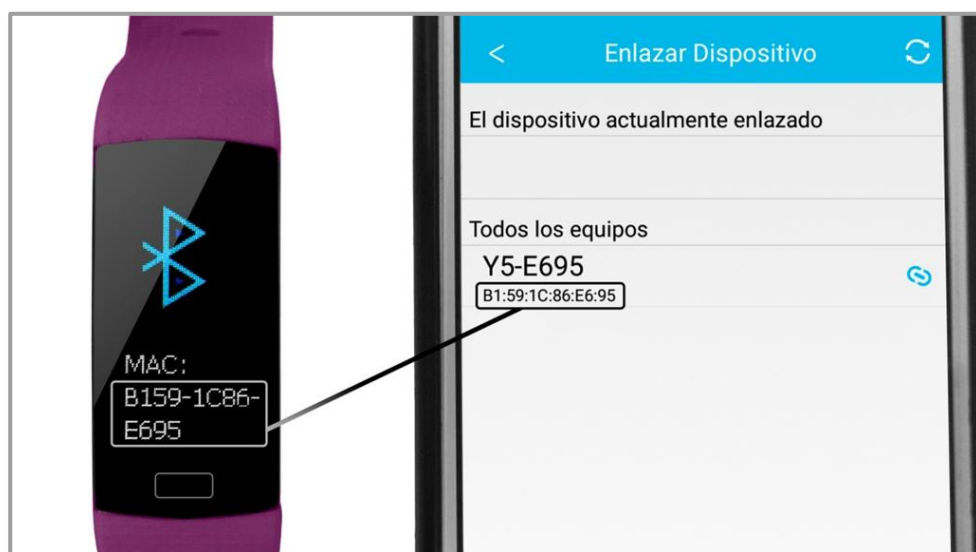 MAC:
B159-1C86-
E695
< Enlazar Dispositivo
El dispositivo actualmente enlazado
Todos los equipos
Y5-E695
B1:59:1C:86:E6:95